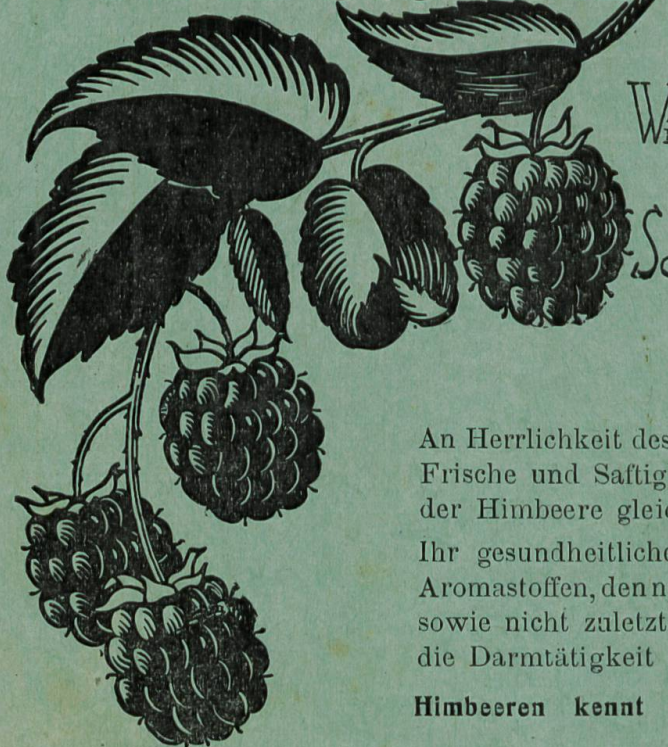 An Herrlichkeit des
Frische und Saftig
der Himbeere glei
Ihr gesundheitliche
Aromastoffen, denn
sowie nicht zuletzt
die Darmtätigkeit
Himbeeren kennt